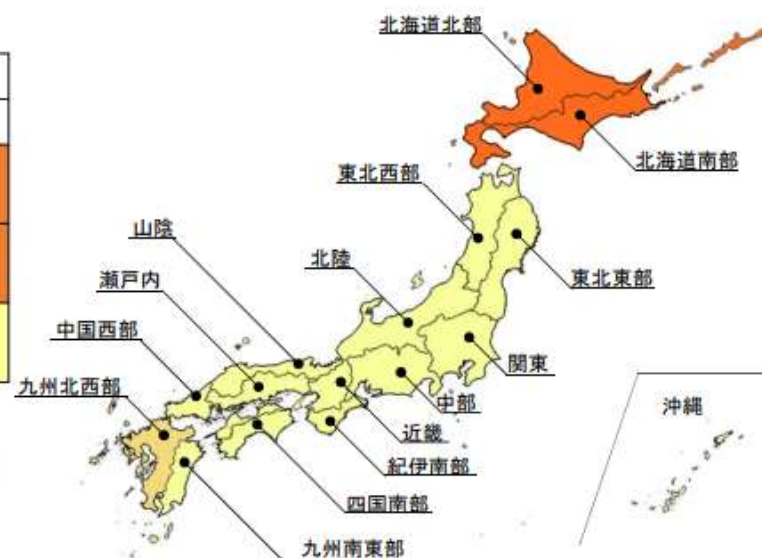 北海道北部
北海道南部
東北西部
山陰
北陸
東北東部
瀬戸内
中国西部
関東
九州北西部
中部
沖縄
近畿
紀伊南部
四国南部
九州南東部